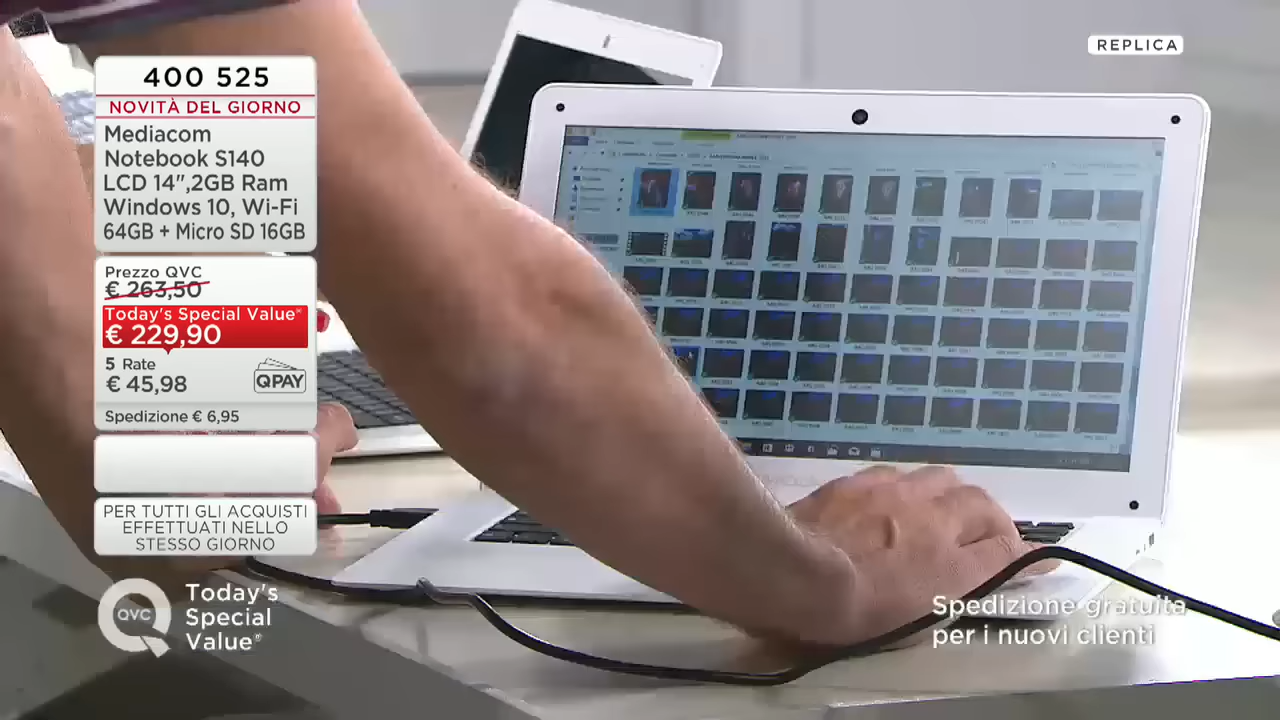 REPLICA
400 525
NOVITÀ DEL GIORNO
Mediacom
Notebook S140
LCD 14",2GB Ram
Windows 10, Wi-Fi
64GB + Micro SD 16GB
Prezzo QVC
€ 263,50
Today's Special Value®
€ 229,90
5 Rate
€ 45,98
QPAY
Spedizione € 6,95
PER TUTTI GLI ACQUISTI
EFFETTUATI NELLO
STESSO GIORNO
QVC
Today's
Special
Value®
Spedizione gratuita
per i nuovi clienti